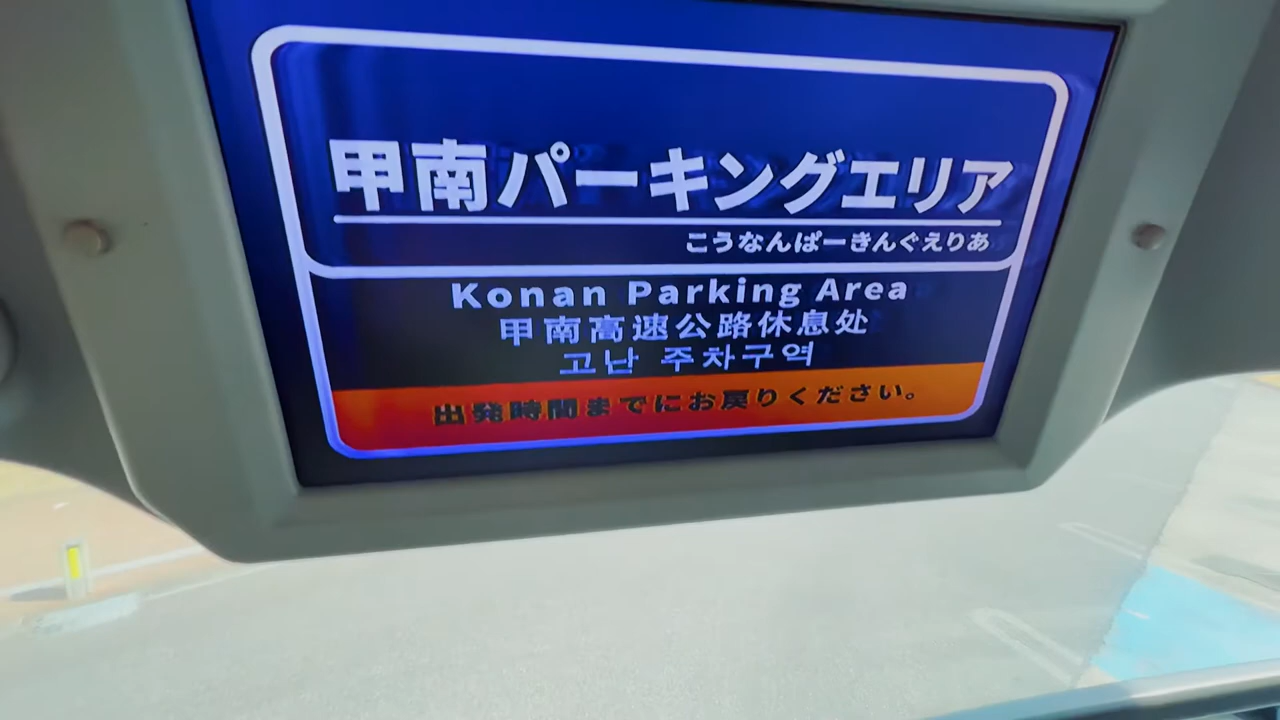 甲南パーキングエリア
こうなんぱーきんぐえりあ
Konan Parking Area
甲南高速公路休息处
고난 주차구역
出発時間までにお戻りください。